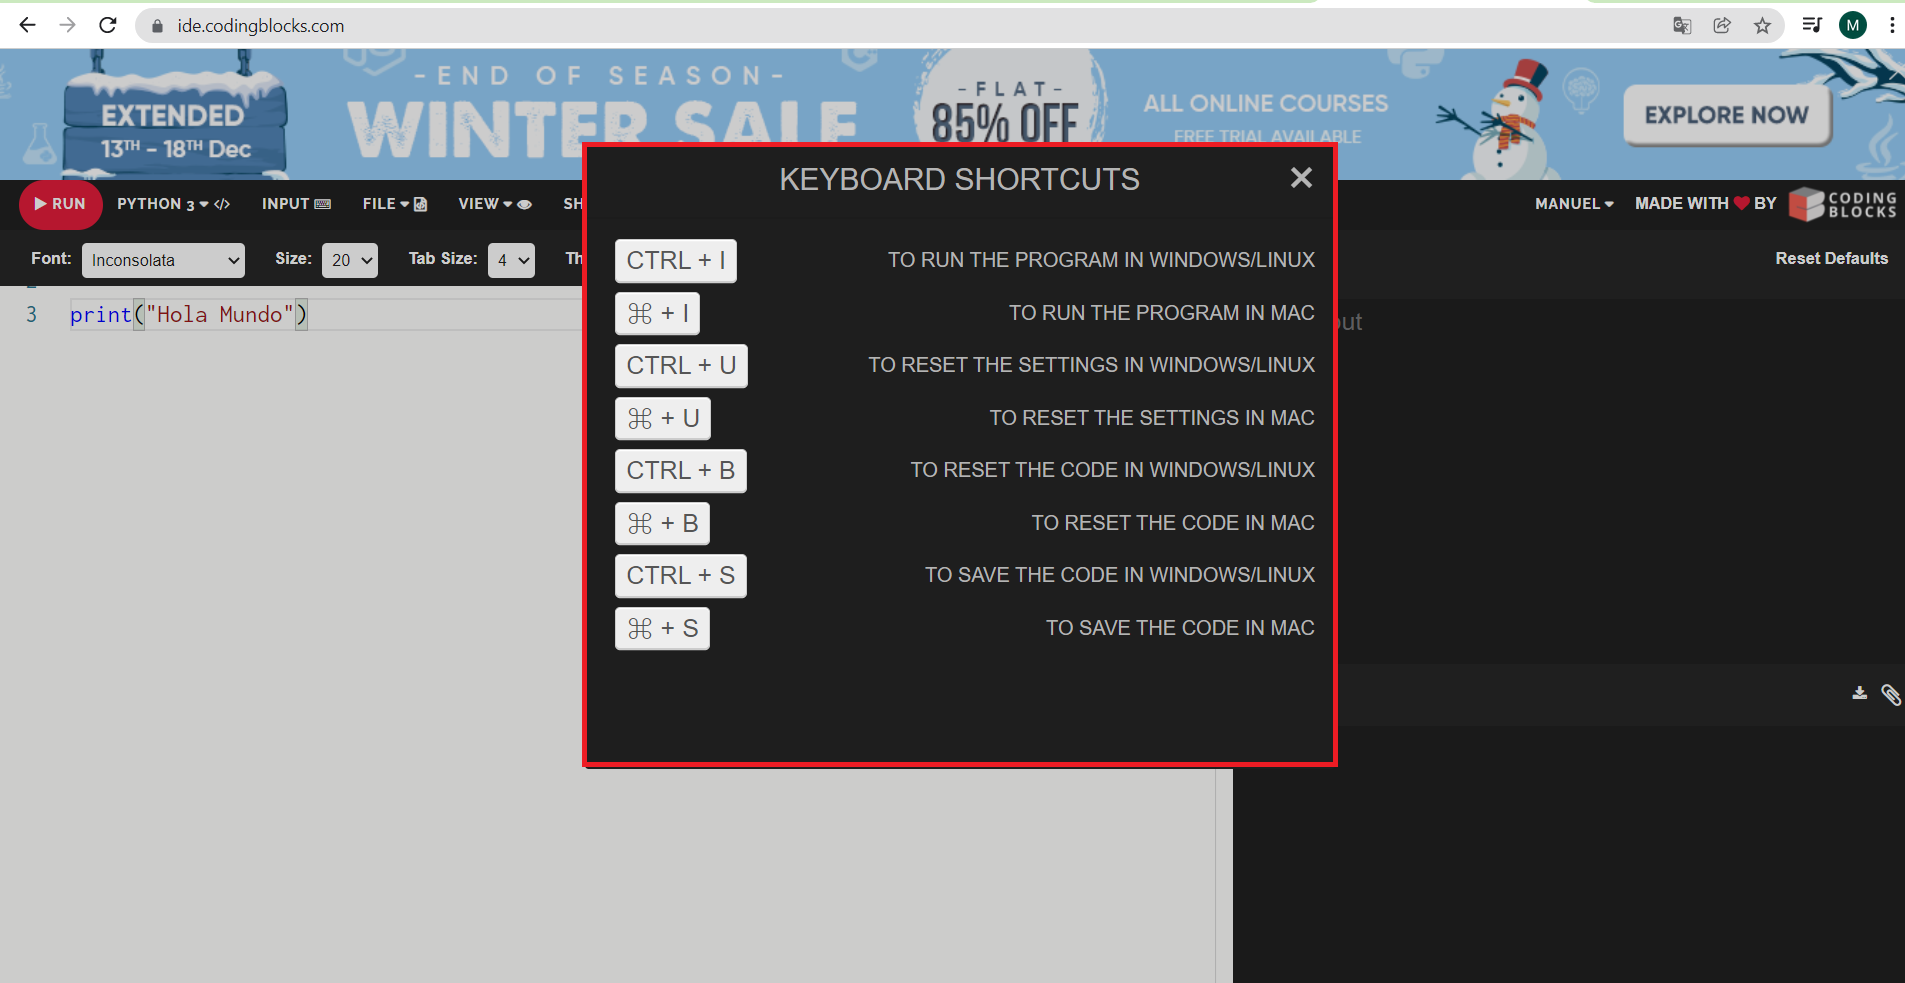 ide.codingblocks.com
M
-END OF SEASON-
WINTER SALE
EXTENDED
13TH - 18TH Dec
-FLAT-
85% OFF
ALL ONLINE COURSES
FREE TRIAL AVAILABLE
EXPLORE NOW
RUN
PYTHON 3 </>
INPUT
FILE
VIEW
SH
MANUEL
MADE WITH BY
CODING
BLOCKS
Font: Inconsolata
Size: 20
Tab Size: 4
Th
Reset Defaults
3 print("Hola Mundo")
put
KEYBOARD SHORTCUTS
CTRL + I TO RUN THE PROGRAM IN WINDOWS/LINUX
⌘ + I TO RUN THE PROGRAM IN MAC
CTRL + U TO RESET THE SETTINGS IN WINDOWS/LINUX
⌘ + U TO RESET THE SETTINGS IN MAC
CTRL + B TO RESET THE CODE IN WINDOWS/LINUX
⌘ + B TO RESET THE CODE IN MAC
CTRL + S TO SAVE THE CODE IN WINDOWS/LINUX
⌘ + S TO SAVE THE CODE IN MAC